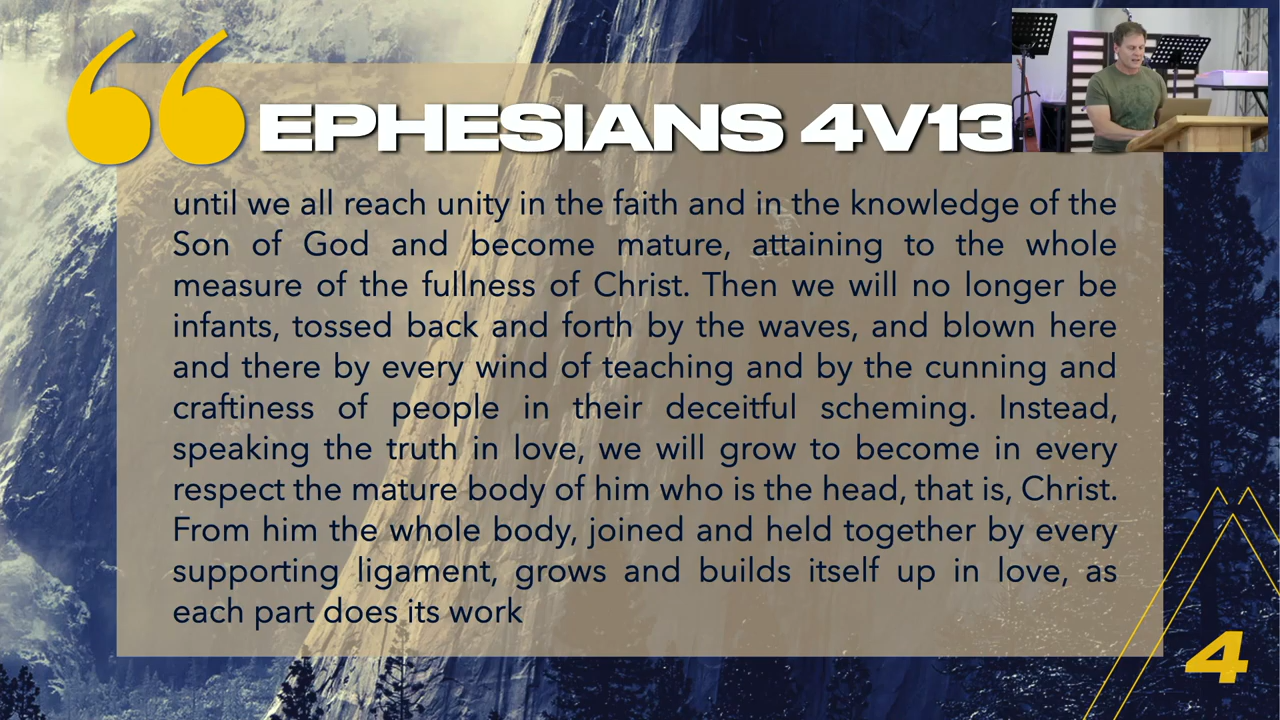 EPHESIANS 4V13
until we all reach unity in the faith and in the knowledge of the
Son of God and become mature, attaining to the whole
measure of the fullness of Christ. Then we will no longer be
infants, tossed back and forth by the waves, and blown here
and there by every wind of teaching and by the cunning and
craftiness of people in their deceitful scheming. Instead,
speaking the truth in love, we will grow to become in every
respect the mature body of him who is the head, that is, Christ.
From him the whole body, joined and held together by every
supporting ligament, grows and builds itself up in love, as
each part does its work
4